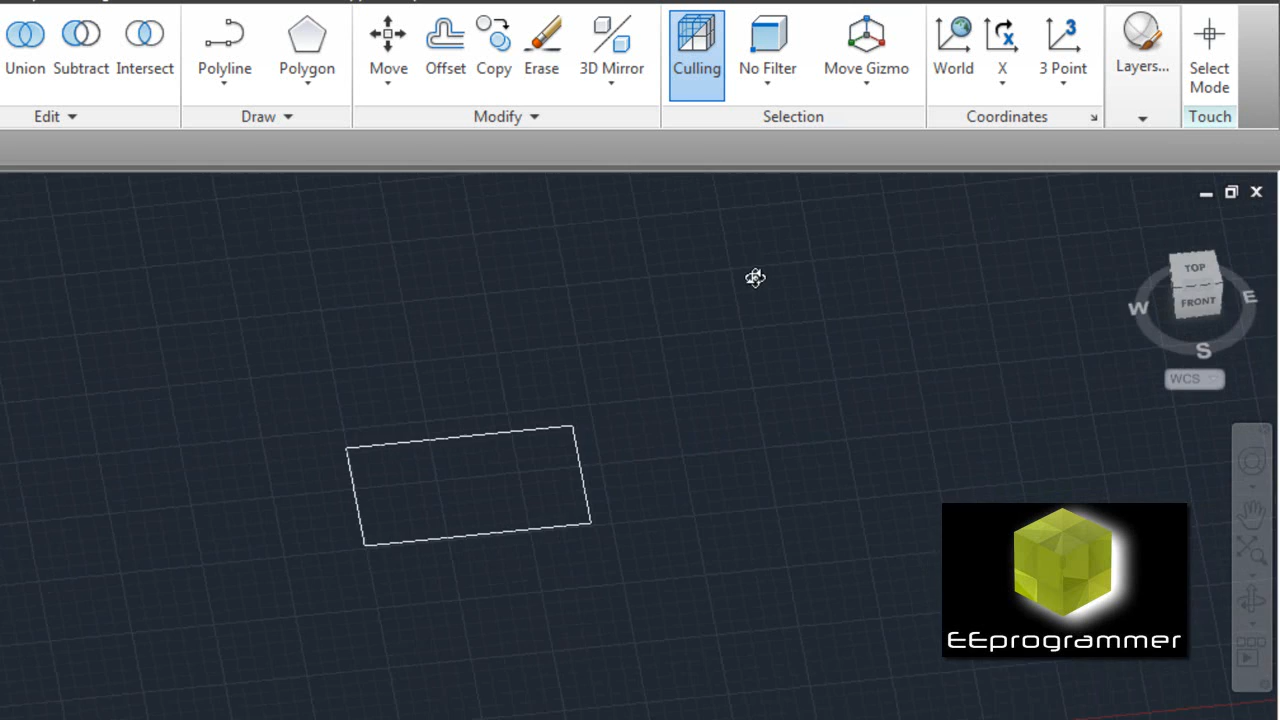 Union Subtract Intersect Polyline Polygon Move Offset Copy Erase 3D Mirror Culling No Filter Move Gizmo World X 3 Point Layers... Select
Mode
Edit Draw Modify Selection Coordinates Touch
TOP
FRONT
W E
S
WCS
EEprogrammer